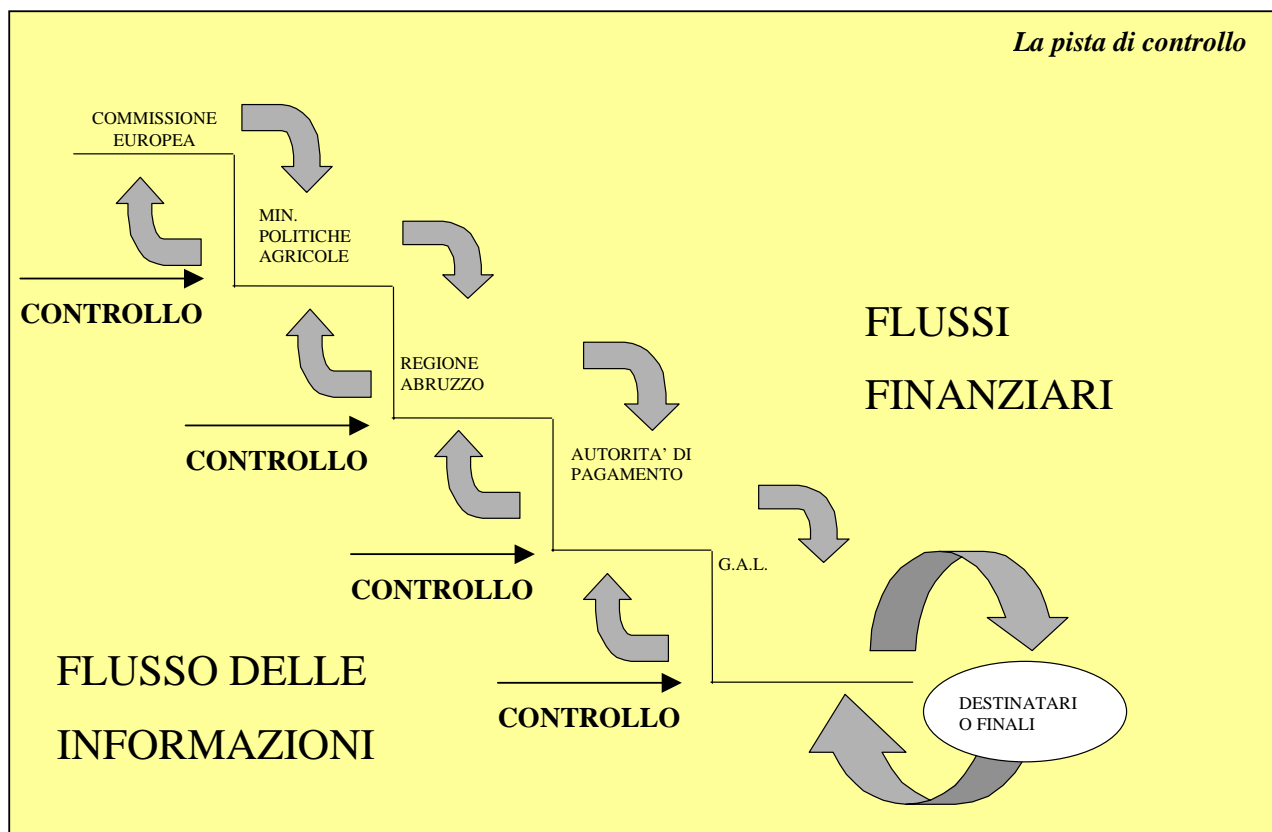 La pista di controllo
COMMISSIONE
EUROPEA
MIN.
POLITICHE
AGRICOLE
CONTROLLO
FLUSSI
FINANZIARI
REGIONE
ABRUZZO
CONTROLLO
AUTORITA’ DI
PAGAMENTO
G.A.L.
CONTROLLO
FLUSSO DELLE
INFORMAZIONI
CONTROLLO
DESTINATARI
O FINALI